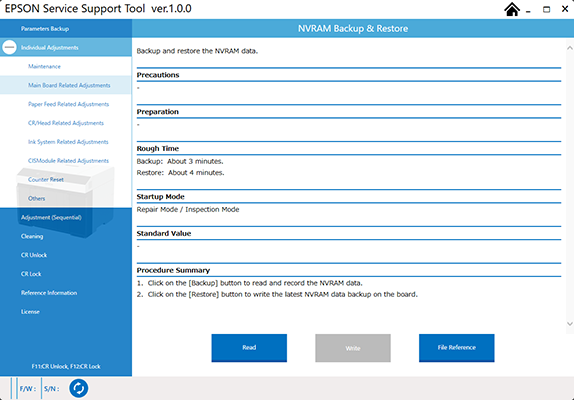 EPSON Service Support Tool  ver.1.0.0
Parameters Backup
Individual Adjustments
Maintenance
Main Board Related Adjustments
Paper Feed Related Adjustments
CR/Head Related Adjustments
Ink System Related Adjustments
CISModule Related Adjustments
Counter Reset
Others
Adjustment (Sequential)
Cleaning
CR Unlock
CR Lock
Reference Information
License
F11:CR Unlock, F12:CR Lock
NVRAM Backup & Restore
Backup and restore the NVRAM data.
Precautions
-
Preparation
-
Rough Time
Backup:  About 3 minutes.
Restore:  About 4 minutes.
Startup Mode
Repair Mode / Inspection Mode
Standard Value
-
Procedure Summary
1.  Click on the [Backup] button to read and record the NVRAM data.
2.  Click on the [Restore] button to write the latest NVRAM data backup on the board.
Read
Write
File Reference
F/W :
S/N :